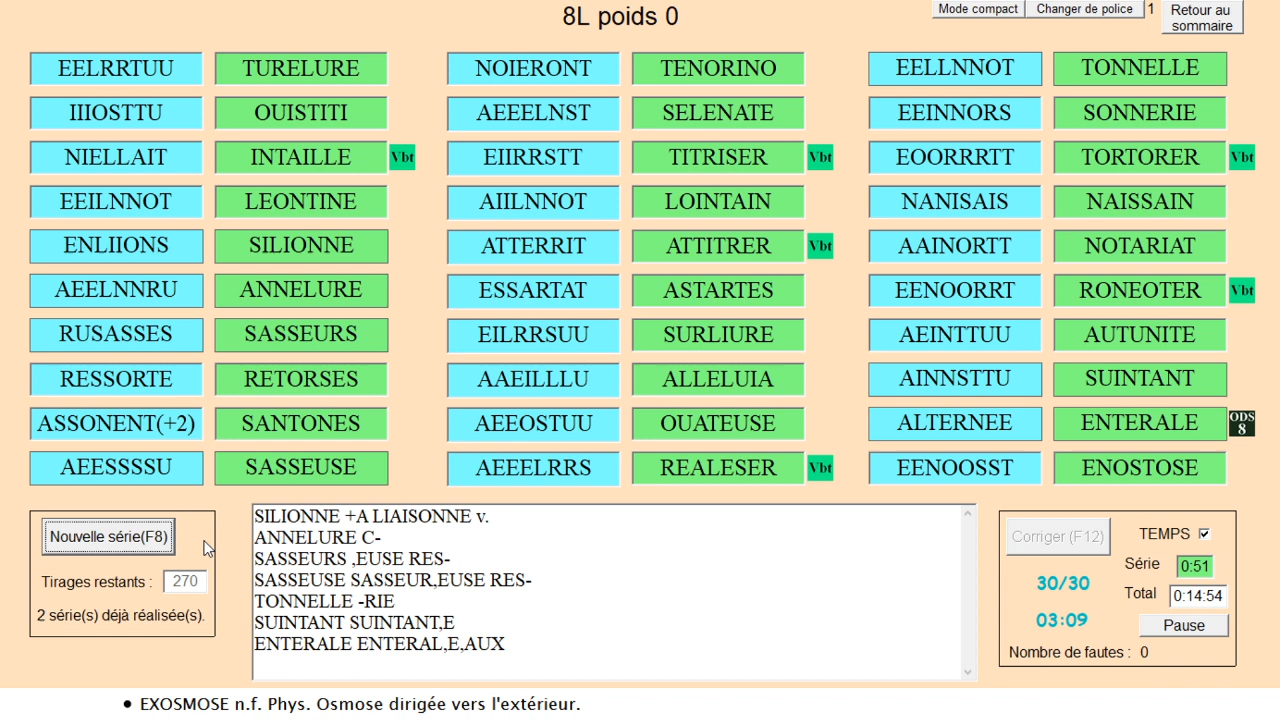 8L poids 0
Mode compact Changer de police 1 Retour au sommaire
EELRRTUU TURELURE NOIERONT TENORINO EELLNNOT TONNELLE
IIIOSTTU OUISTITI AEEELNST SELENATE EEINNORS SONNERIE
NIELLAIT INTAILLE Vbt EIIRRSTT TITRISER Vbt EOORRRTT TORTORER Vbt
EEILNNOT LEONTINE AIILNNOT LOINTAIN NANISAIS NAISSAIN
ENLIIONS SILIONNE ATTERRIT ATTITRER Vbt AAINORTT NOTARIAT
AEELNNRU ANNELURE ESSARTAT ASTARTES EENOORRT RONEOTER Vbt
RUSASSES SASSEURS EILRRSUU SURLIURE AEINTTUU AUTUNITE
RESSORTE RETORSES AAEILLLU ALLELUIA AINNSTTU SUINTANT
ASSONENT(+2) SANTONES AEEOSTUU OUATEUSE ALTERNEE ENTERALE ODS 8
AEESSSSU SASSEUSE AEEELRRS REALESER Vbt EENOOSST ENOSTOSE
Nouvelle série(F8)
Tirages restants : 270
2 série(s) déjà réalisée(s).
SILIONNE +A LIAISONNE v.
ANNELURE C-
SASSEURS ,EUSE RES-
SASSEUSE SASSEUR,EUSE RES-
TONNELLE -RIE
SUINTANT SUINTANT,E
ENTERALE ENTERAL,E,AUX
Corriger (F12) TEMPS
Série 0:51
30/30 Total 0:14:54
03:09 Pause
Nombre de fautes : 0
• EXOSMOSE n.f. Phys. Osmose dirigée vers l'extérieur.